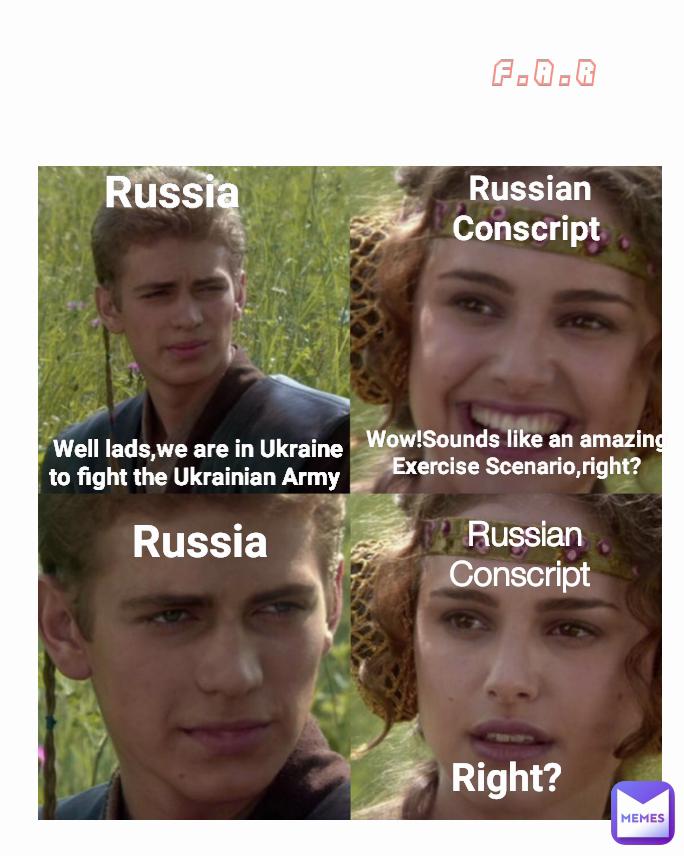 F.A.R
Russia
Well lads,we are in Ukraine
to fight the Ukrainian Army
Russian
Conscript
Wow!Sounds like an amazing
Exercise Scenario,right?
Russia
Russian
Conscript
Right?
MEMES